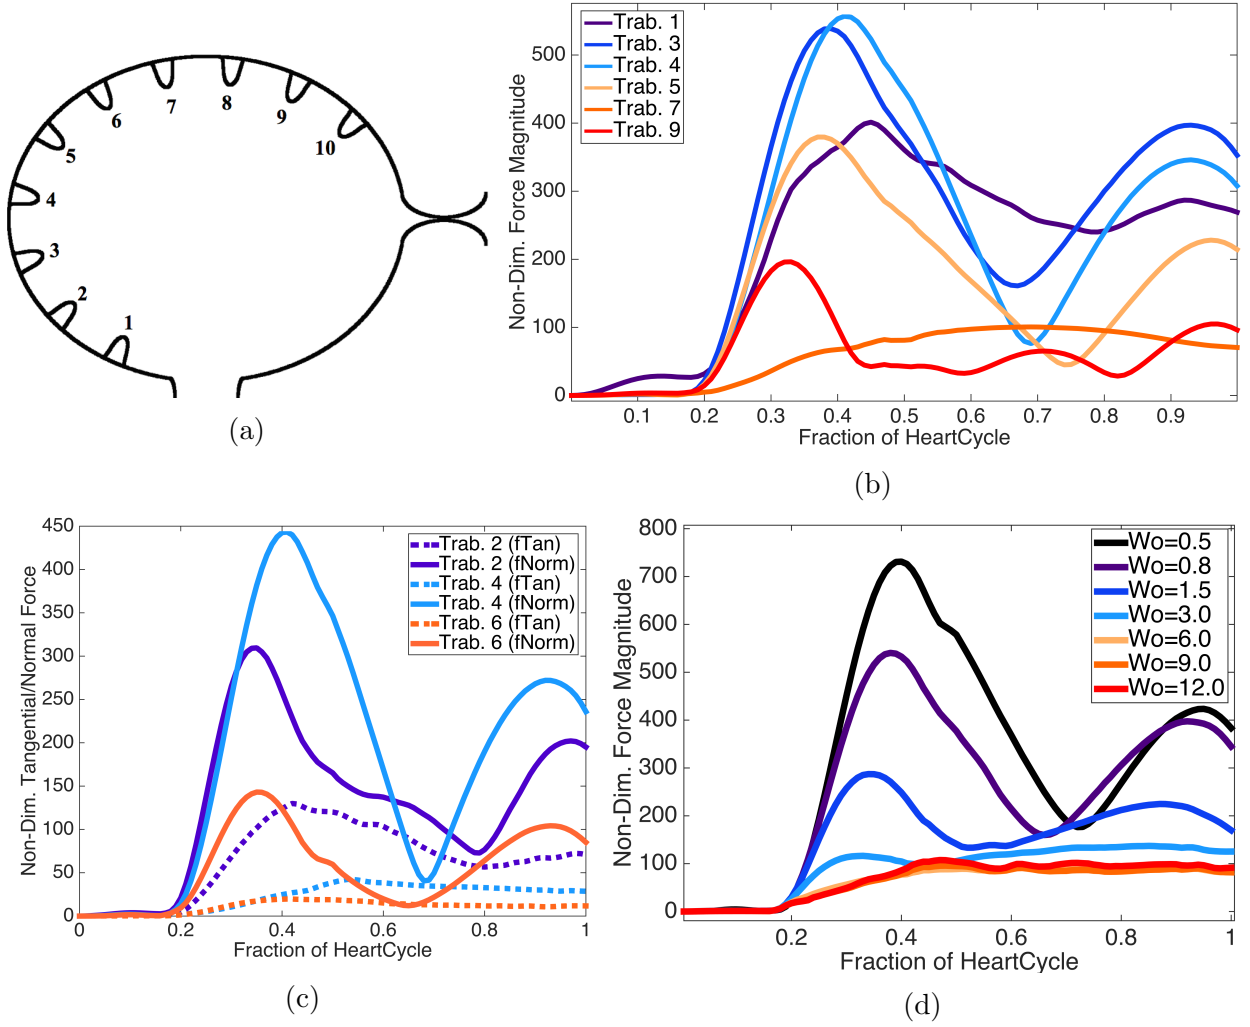 1
2
3
4
5
6
7
8
9
10
(a)
Non-Dim. Force Magnitude
500
400
300
200
100
0
0.1 0.2 0.3 0.4 0.5 0.6 0.7 0.8 0.9
Fraction of HeartCycle
Trab. 1
Trab. 3
Trab. 4
Trab. 5
Trab. 7
Trab. 9
(b)
Non-Dim. Tangential/Normal Force
450
400
350
300
250
200
150
100
50
0
0 0.2 0.4 0.6 0.8 1
Fraction of HeartCycle
Trab. 2 (fTan)
Trab. 2 (fNorm)
Trab. 4 (fTan)
Trab. 4 (fNorm)
Trab. 6 (fTan)
Trab. 6 (fNorm)
(c)
Non-Dim. Force Magnitude
800
700
600
500
400
300
200
100
0
0.2 0.4 0.6 0.8 1
Fraction of HeartCycle
Wo=0.5
Wo=0.8
Wo=1.5
Wo=3.0
Wo=6.0
Wo=9.0
Wo=12.0
(d)